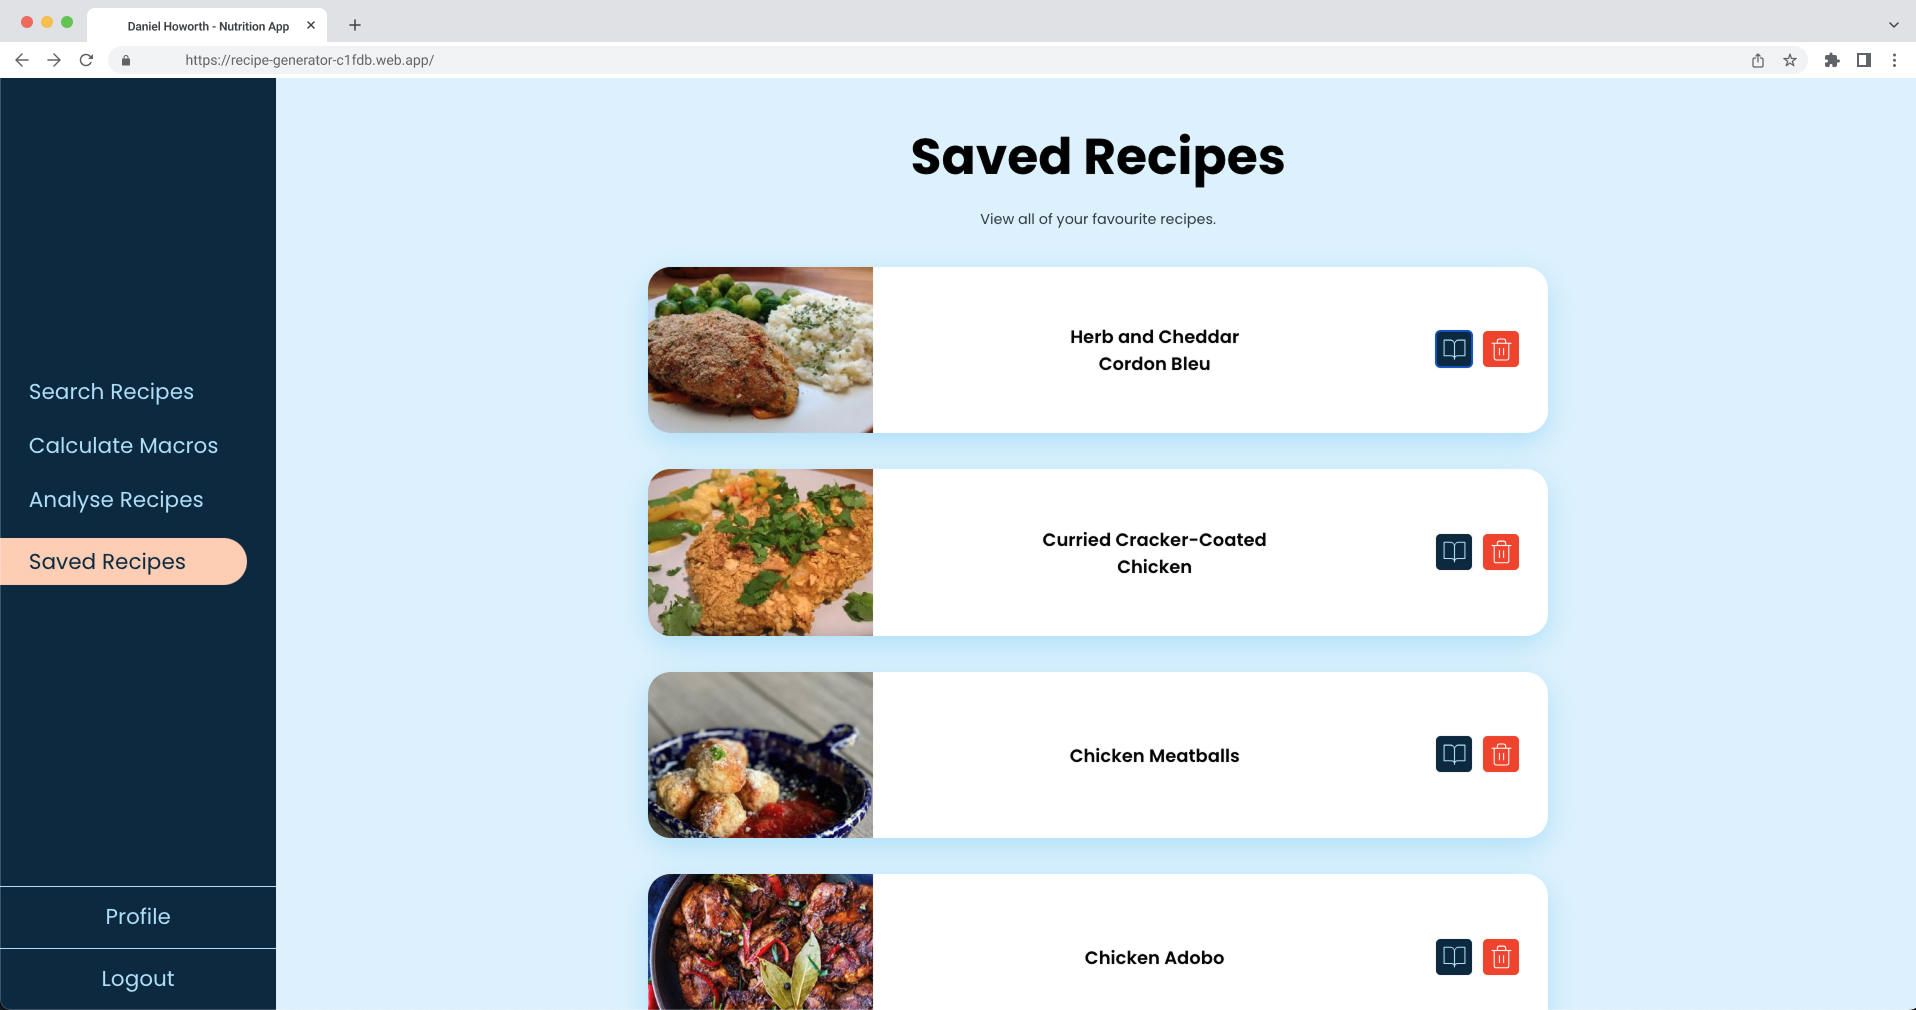 Daniel Howorth - Nutrition App
https://recipe-generator-c1fdb.web.app/
Search Recipes
Calculate Macros
Analyse Recipes
Saved Recipes
Profile
Logout
Saved Recipes
View all of your favourite recipes.
Herb and Cheddar
Cordon Bleu
Curried Cracker-Coated
Chicken
Chicken Meatballs
Chicken Adobo